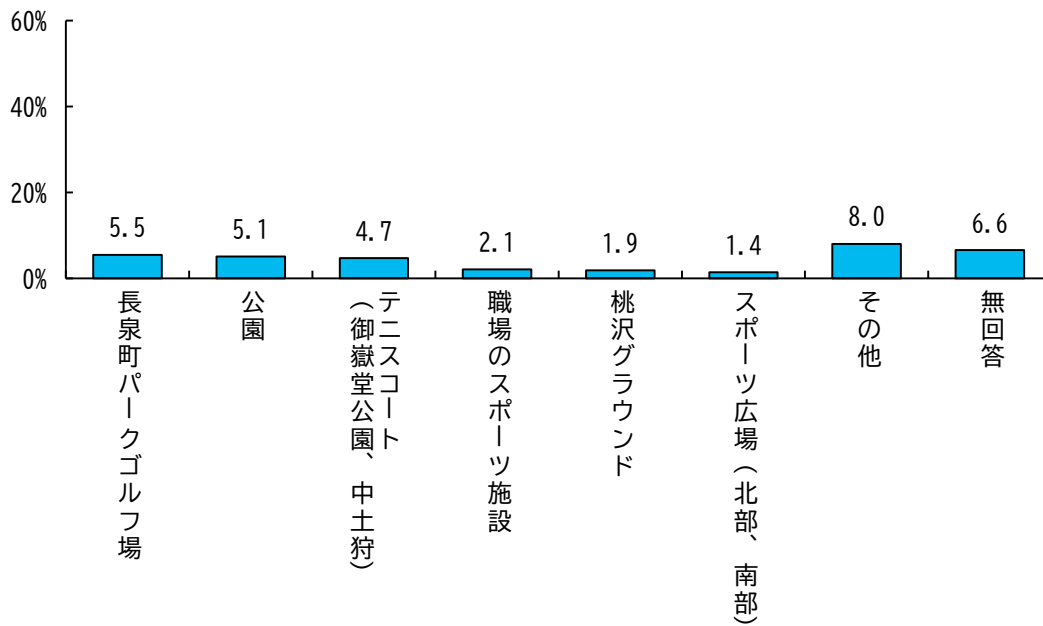 60%
40%
20%
0%
5.5
5.1
4.7
2.1
1.9
1.4
8.0
6.6
長泉町パークゴルフ場
公園
テニスコート
(御嶽堂公園、中土狩)
職場のスポーツ施設
桃沢グラウンド
スポーツ広場(北部、南部)
その他
無回答